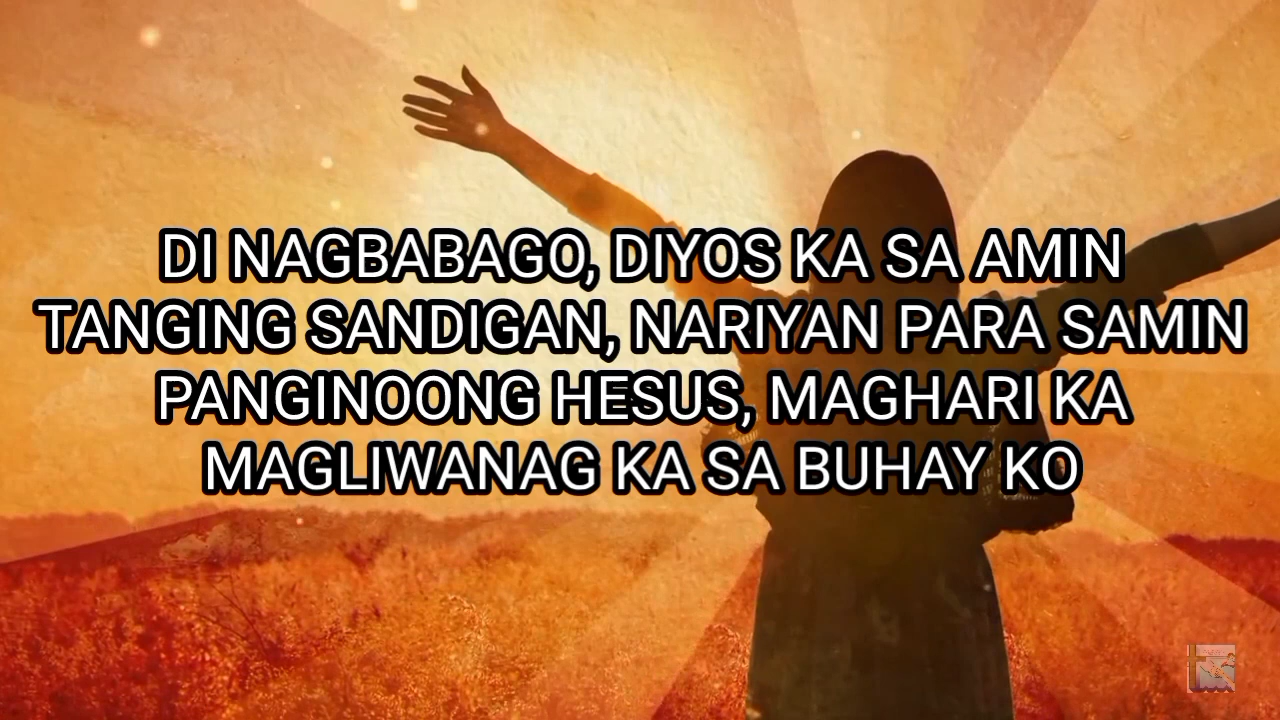 DI NAGBABAGO, DIYOS KA SA AMIN
TANGING SANDIGAN, NARIYAN PARA SAMIN
PANGINOONG HESUS, MAGHARI KA
MAGLIWANAG KA SA BUHAY KO